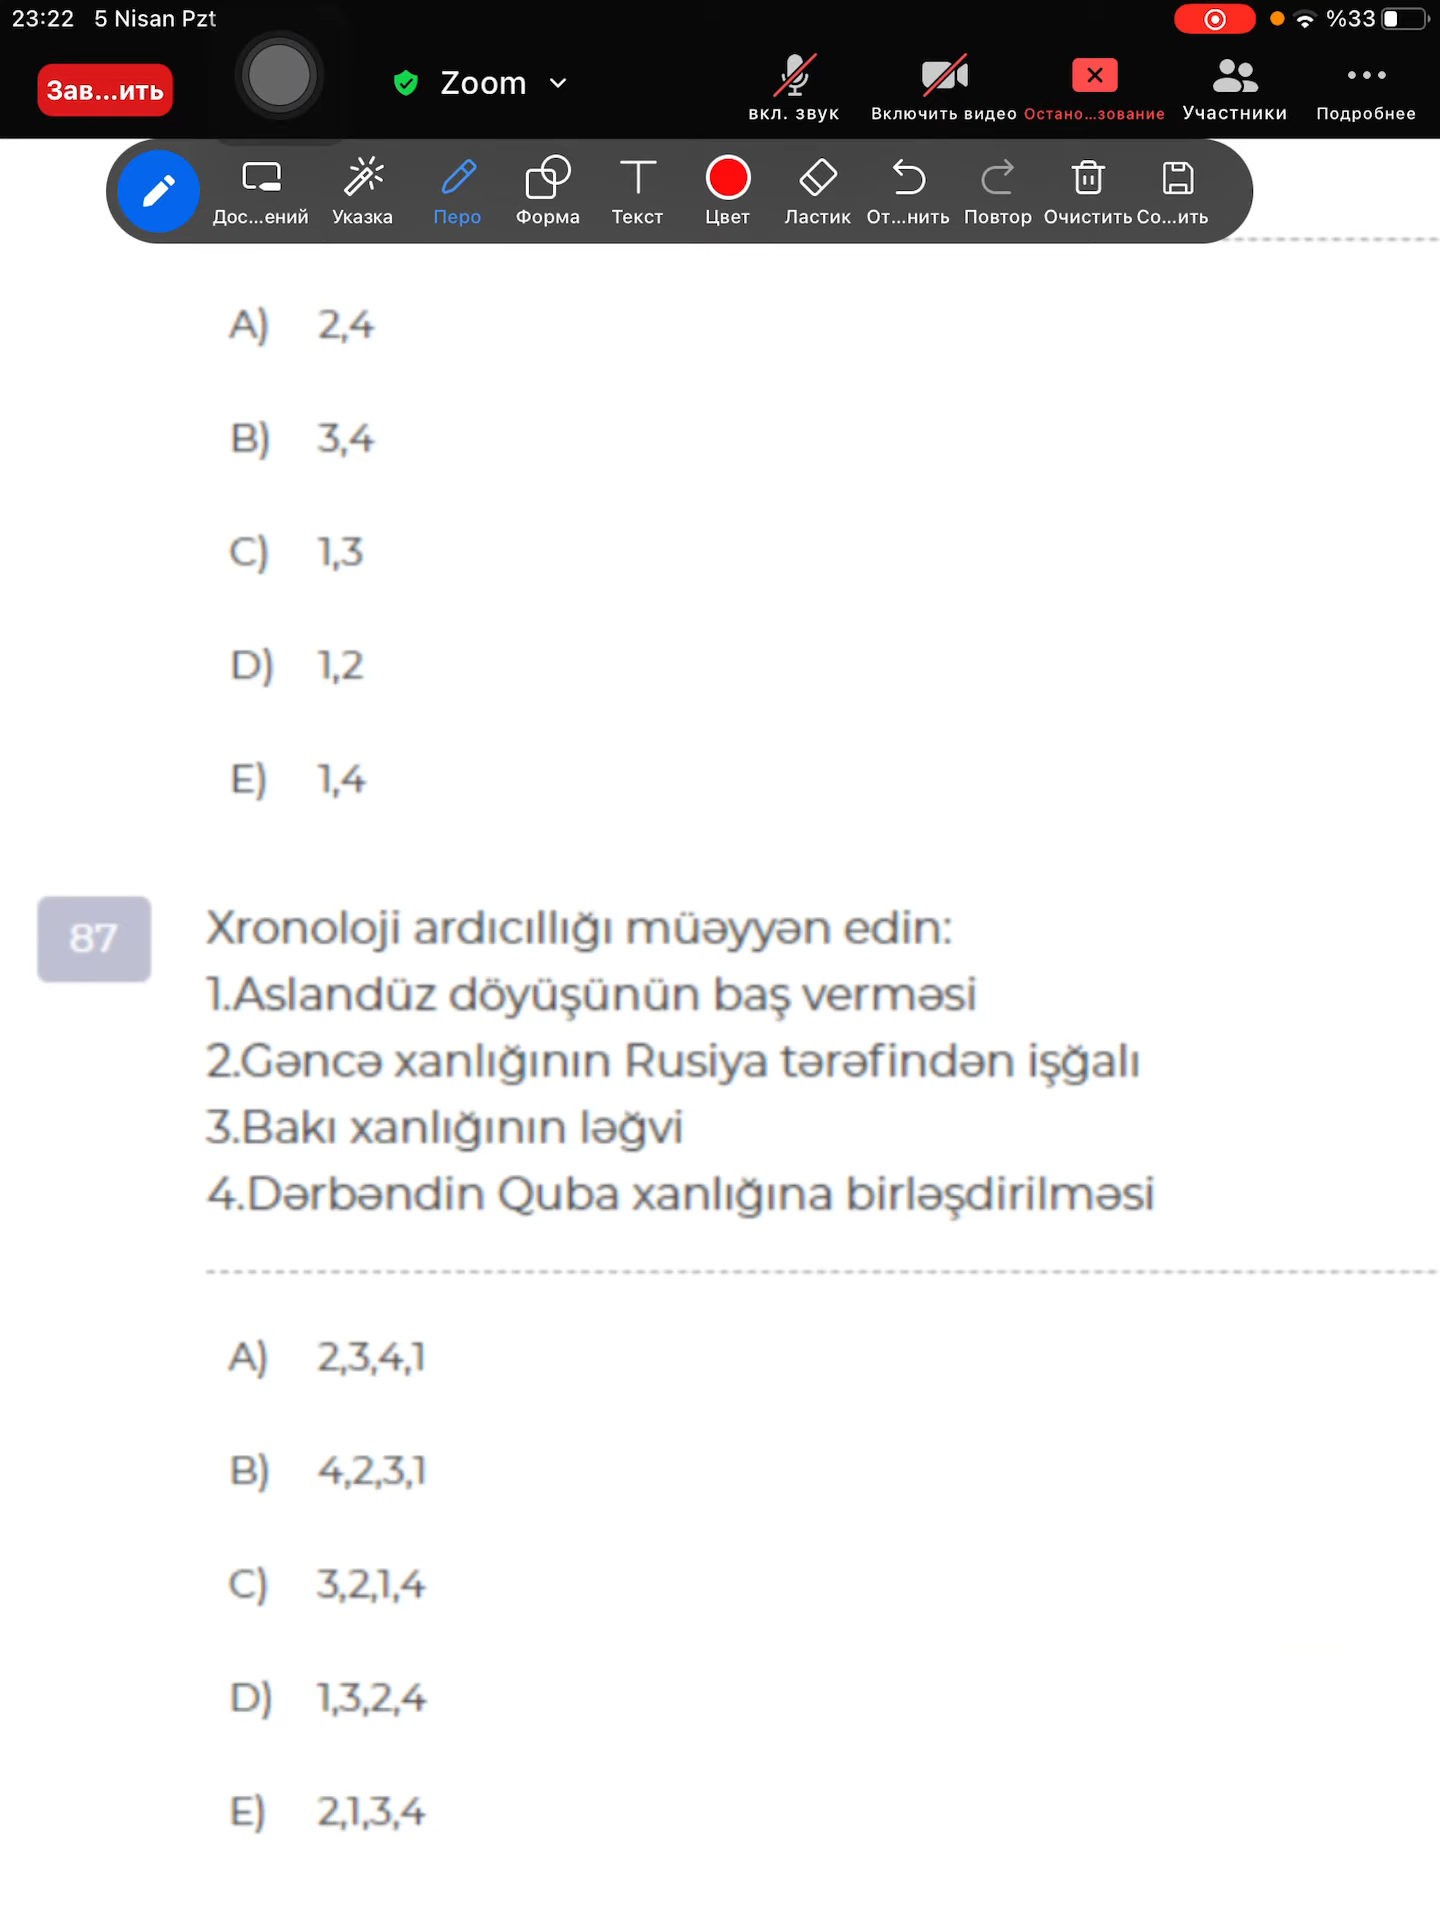 23:22 5 Nisan Pzt %33
Зав...ить
Zoom
вкл. звук
Включить видео
Остано...зование
Участники
Подробнее
Дос...ений
Указка
Перо
Форма
Текст
Цвет
Ластик
От...нить
Повтор
Очистить
Со...ить
A) 2,4
B) 3,4
C) 1,3
D) 1,2
E) 1,4
87
Xronoloji ardıcıllığı müəyyən edin:
1.Aslandüz döyüşünün baş verməsi
2.Gəncə xanlığının Rusiya tərəfindən işğalı
3.Bakı xanlığının ləğvi
4.Dərbəndin Quba xanlığına birləşdirilməsi
A) 2,3,4,1
B) 4,2,3,1
C) 3,2,1,4
D) 1,3,2,4
E) 2,1,3,4